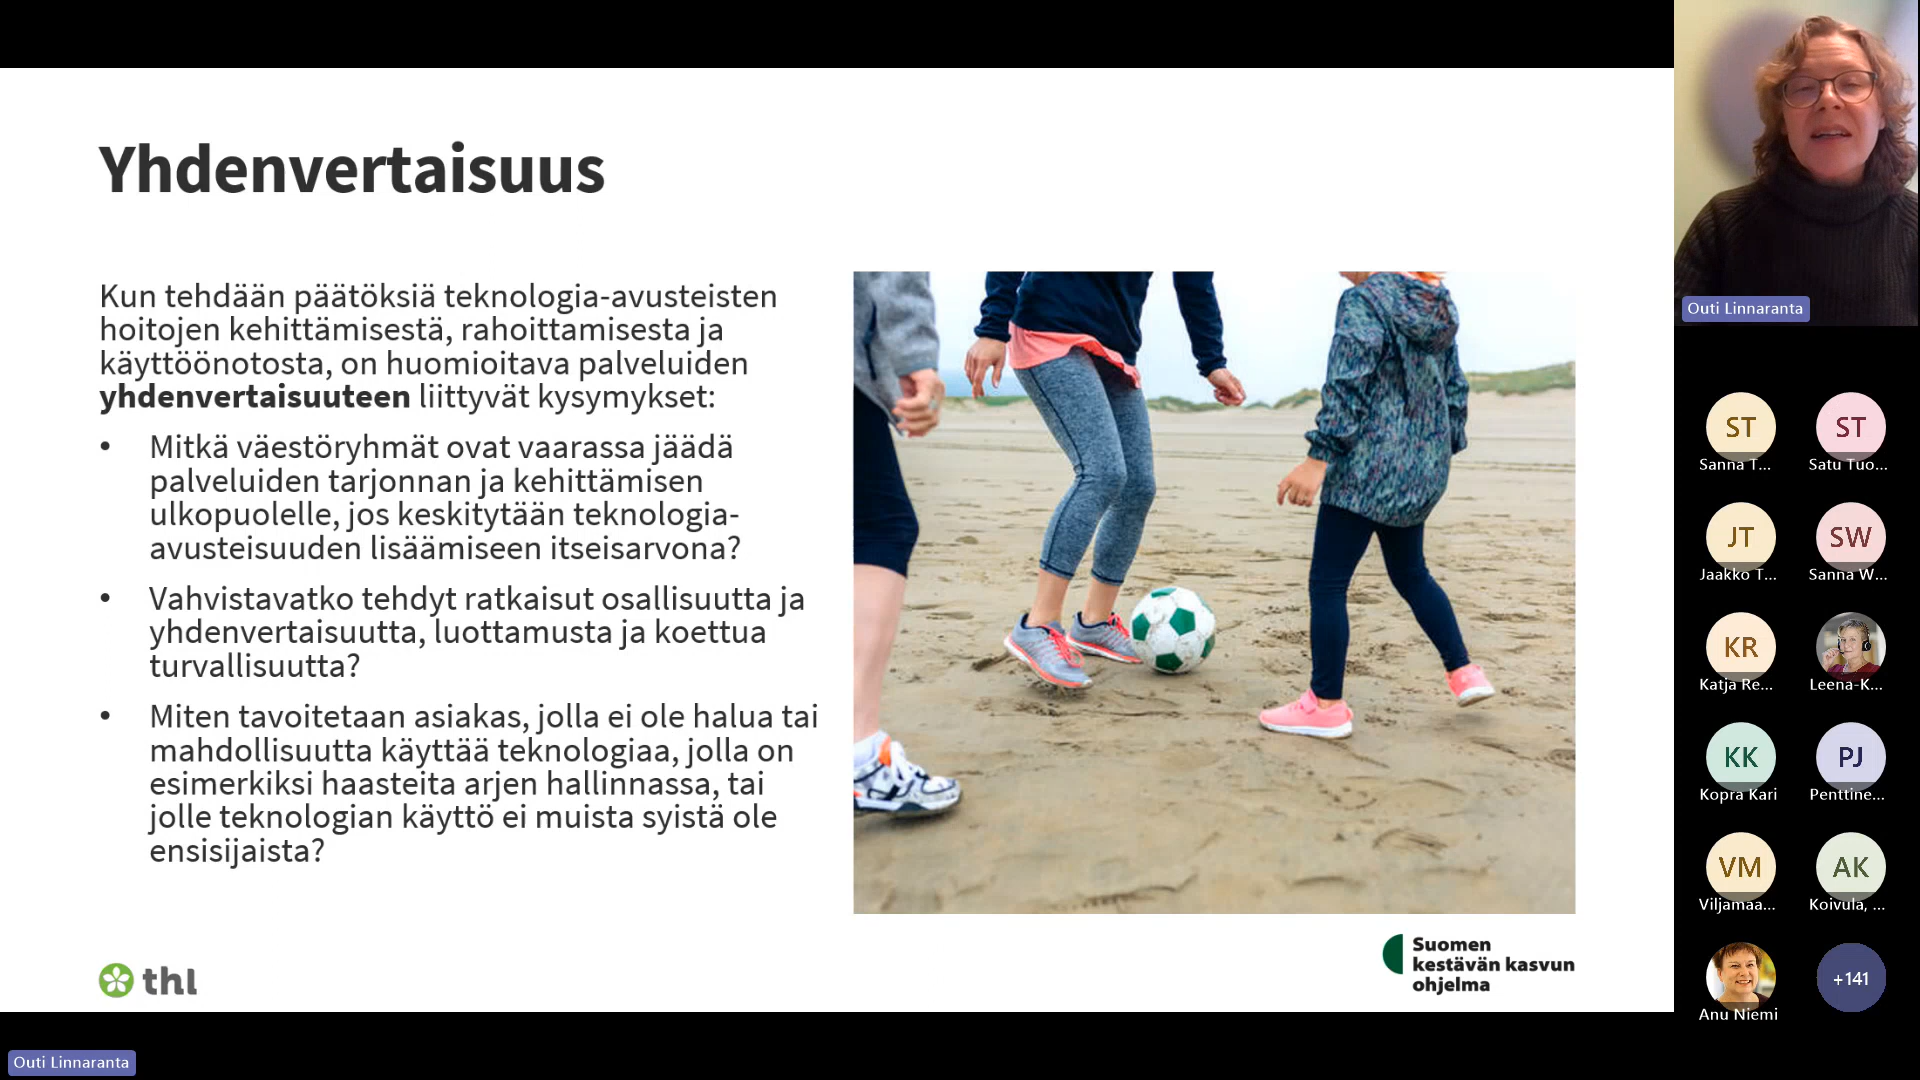 Yhdenvertaisuus
Kun tehdään päätöksiä teknologia-avusteisten
hoitojen kehittämisestä, rahoittamisesta ja
käyttöönotosta, on huomioitava palveluiden
yhdenvertaisuuteen liittyvät kysymykset:
• Mitkä väestöryhmät ovat vaarassa jäädä
palveluiden tarjonnan ja kehittämisen
ulkopuolelle, jos keskitytään teknologia-
avusteisuuden lisäämiseen itseisarvona?
• Vahvistavatko tehdyt ratkaisut osallisuutta ja
yhdenvertaisuutta, luottamusta ja koettua
turvallisuutta?
• Miten tavoitetaan asiakas, jolla ei ole halua tai
mahdollisuutta käyttää teknologiaa, jolla on
esimerkiksi haasteita arjen hallinnassa, tai
jolle teknologian käyttö ei muista syistä ole
ensisijaista?
thl
Suomen
kestävän kasvun
ohjelma
Outi Linnaranta
Outi Linnaranta
ST
Sanna T...
ST
Satu Tuo...
JT
Jaakko T...
SW
Sanna W...
KR
Katja Re...
Leena-K...
KK
Kopra Kari
PJ
Penttine...
VM
Viljamaa...
AK
Koivula, ...
Anu Niemi
+141